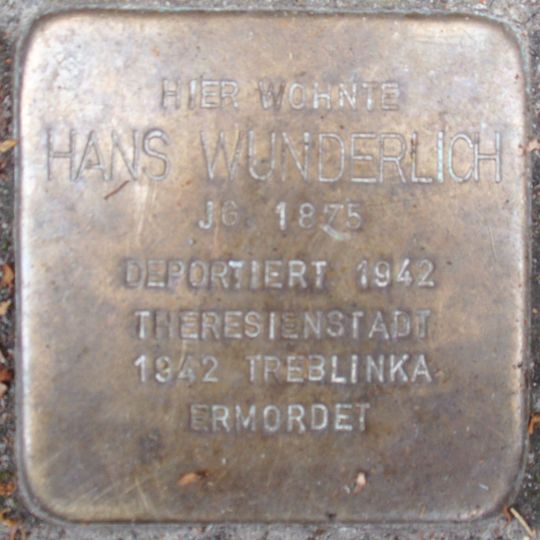 HIER WOHNTE
HANS WUNDERLICH
JG. 1875
DEPORTIERT 1942
THERESIENSTADT
1942 TREBLINKA
ERMORDET